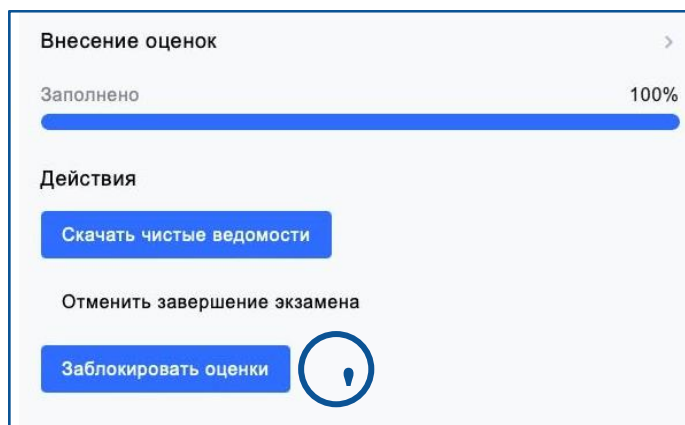 Внесение оценок
Заполнено 100%
Действия
Скачать чистые ведомости
Отменить завершение экзамена
Заблокировать оценки